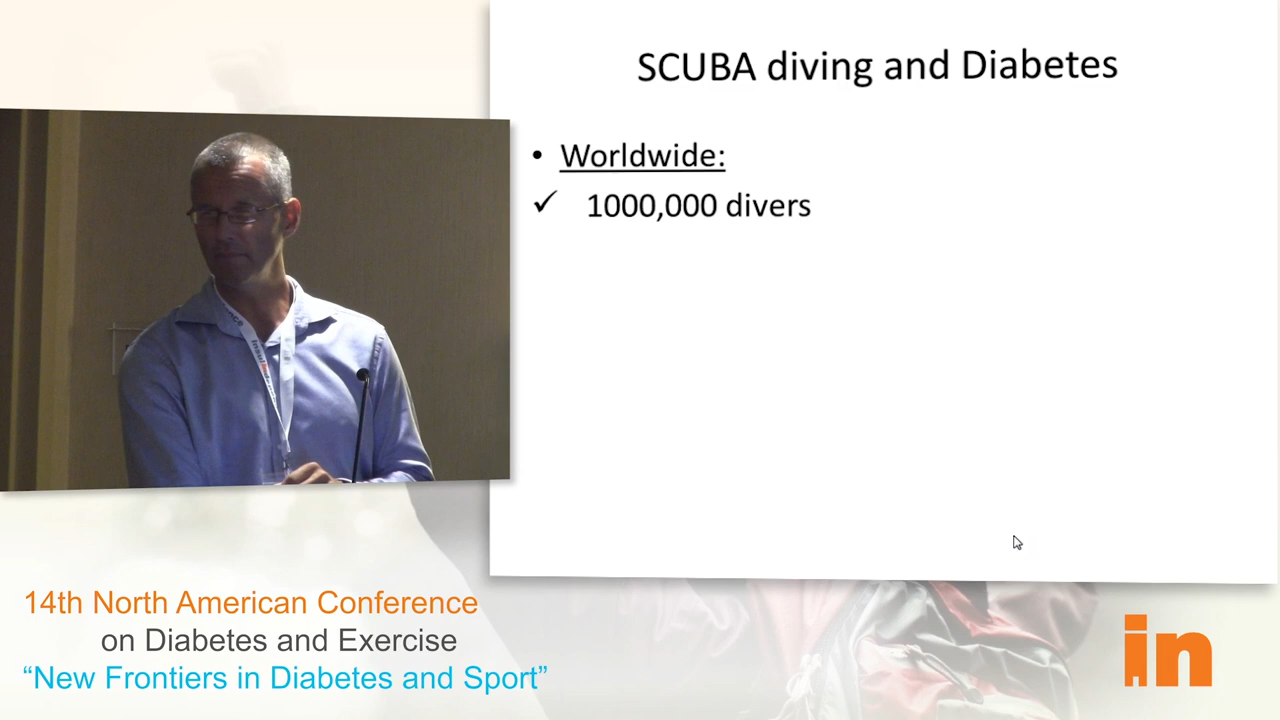 SCUBA diving and Diabetes
• Worldwide:
✓ 1000,000 divers
14th North American Conference
on Diabetes and Exercise
“New Frontiers in Diabetes and Sport”
in